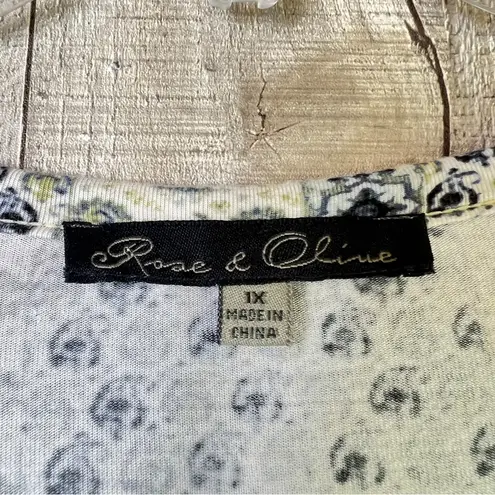 Rose & Olive
1X
MADE IN
CHINA